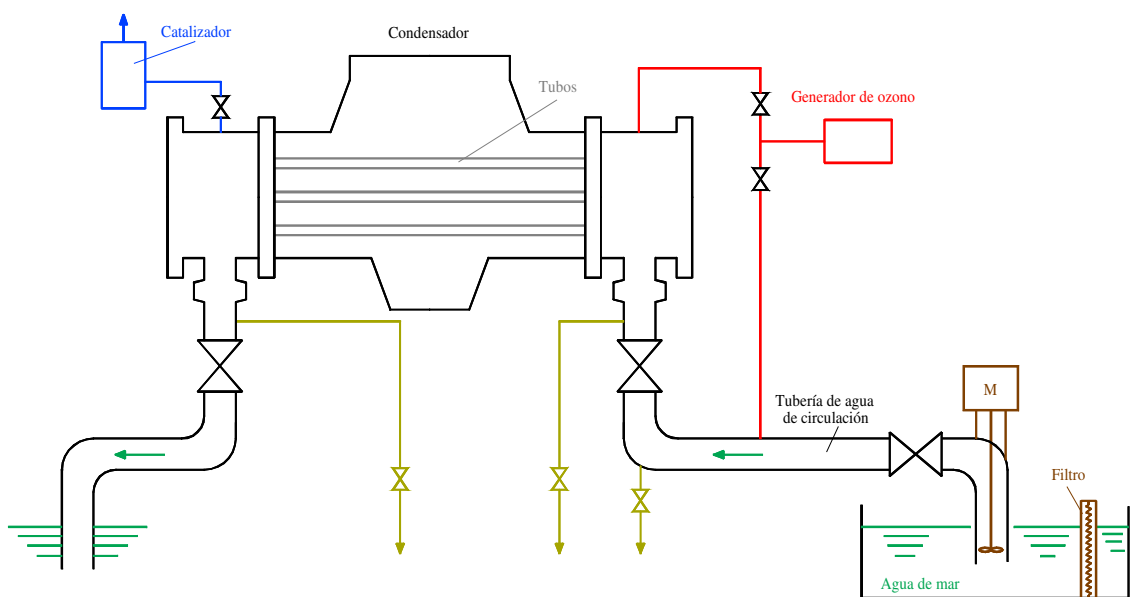 Catalizador
Condensador
Tubos
Generador de ozono
Tubería de agua
de circulación
M
Filtro
Agua de mar